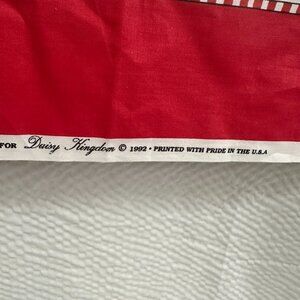 FOR Daisy Kingdom © 1992 • PRINTED WITH PRIDE IN THE U.S.A